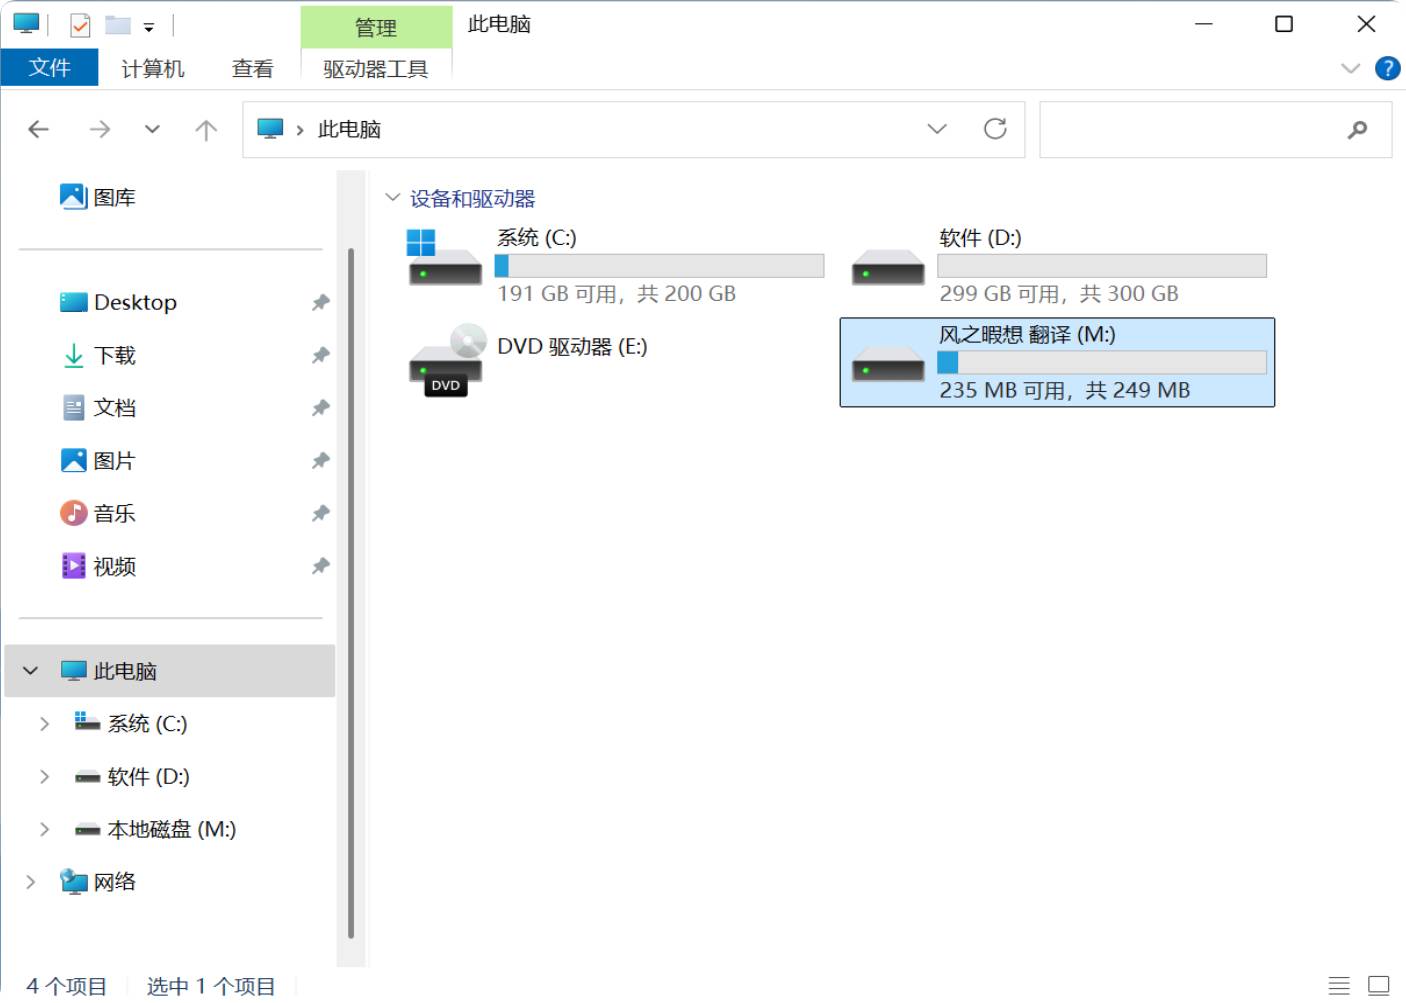 管理
此电脑
文件
计算机
查看
驱动器工具
?
此电脑
图库
Desktop
下载
文档
图片
音乐
视频
此电脑
系统 (C:)
软件 (D:)
本地磁盘 (M:)
网络
设备和驱动器
系统 (C:)
191 GB 可用，共 200 GB
软件 (D:)
299 GB 可用，共 300 GB
DVD 驱动器 (E:)
DVD
风之暇想 翻译 (M:)
235 MB 可用，共 249 MB
4 个项目
选中 1 个项目